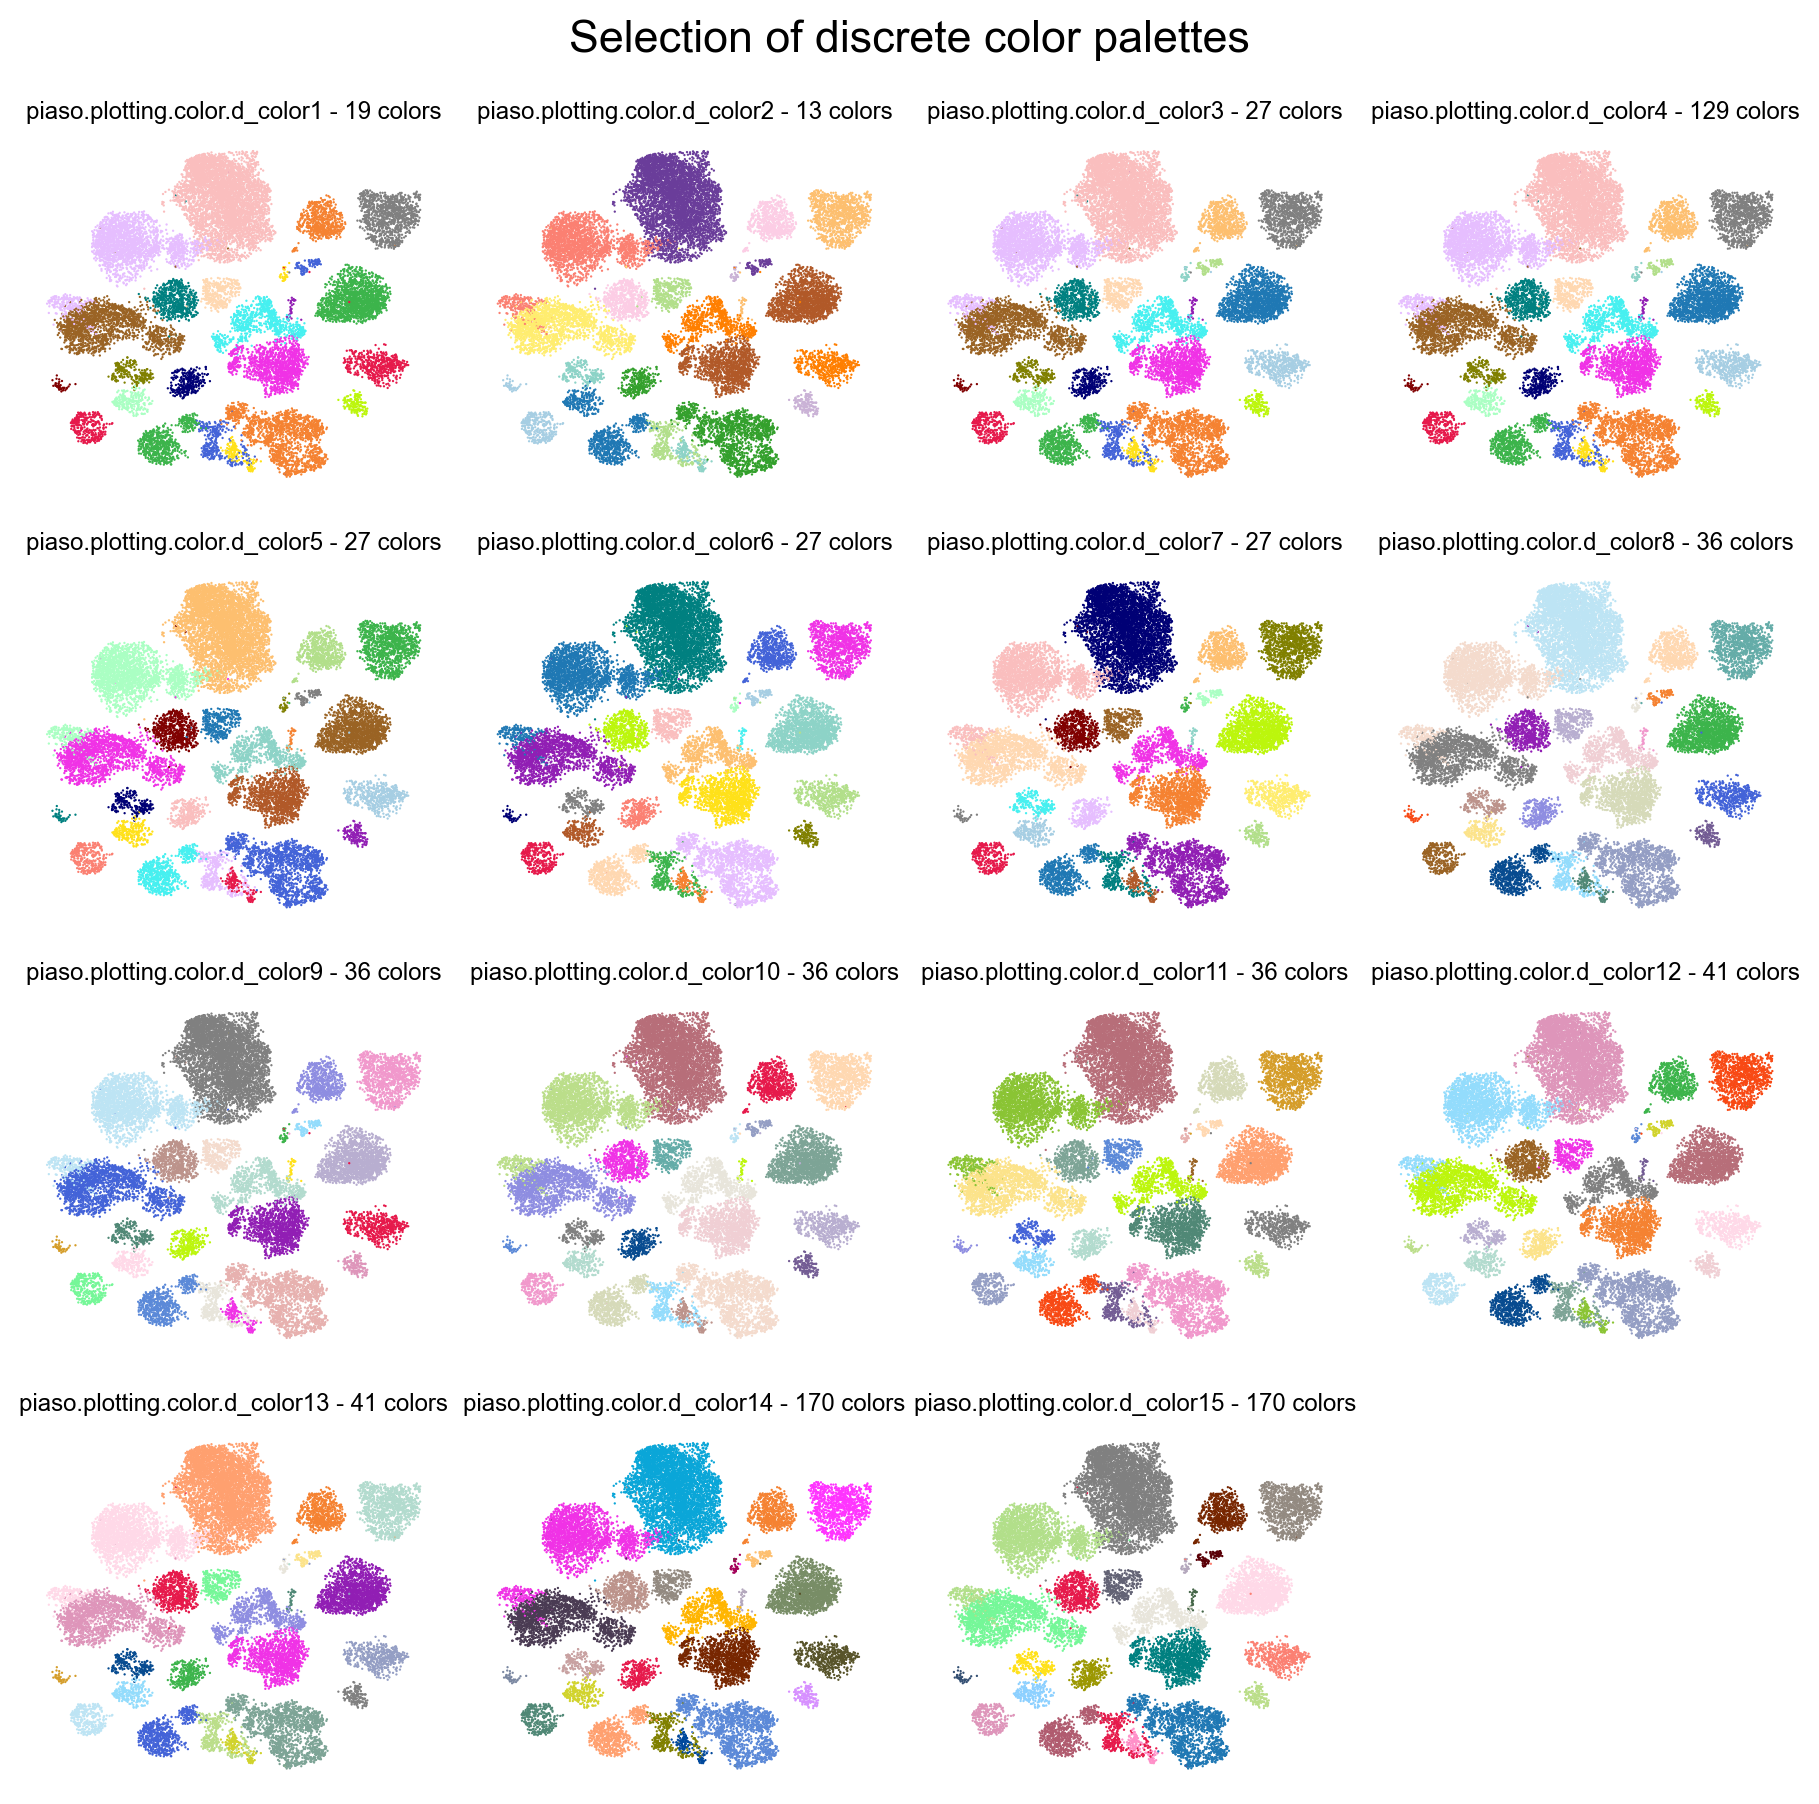 Selection of discrete color palettes
piaso.plotting.color.d_color1 - 19 colors
piaso.plotting.color.d_color2 - 13 colors
piaso.plotting.color.d_color3 - 27 colors
piaso.plotting.color.d_color4 - 129 colors
piaso.plotting.color.d_color5 - 27 colors
piaso.plotting.color.d_color6 - 27 colors
piaso.plotting.color.d_color7 - 27 colors
piaso.plotting.color.d_color8 - 36 colors
piaso.plotting.color.d_color9 - 36 colors
piaso.plotting.color.d_color10 - 36 colors
piaso.plotting.color.d_color11 - 36 colors
piaso.plotting.color.d_color12 - 41 colors
piaso.plotting.color.d_color13 - 41 colors
piaso.plotting.color.d_color14 - 170 colors
piaso.plotting.color.d_color15 - 170 colors